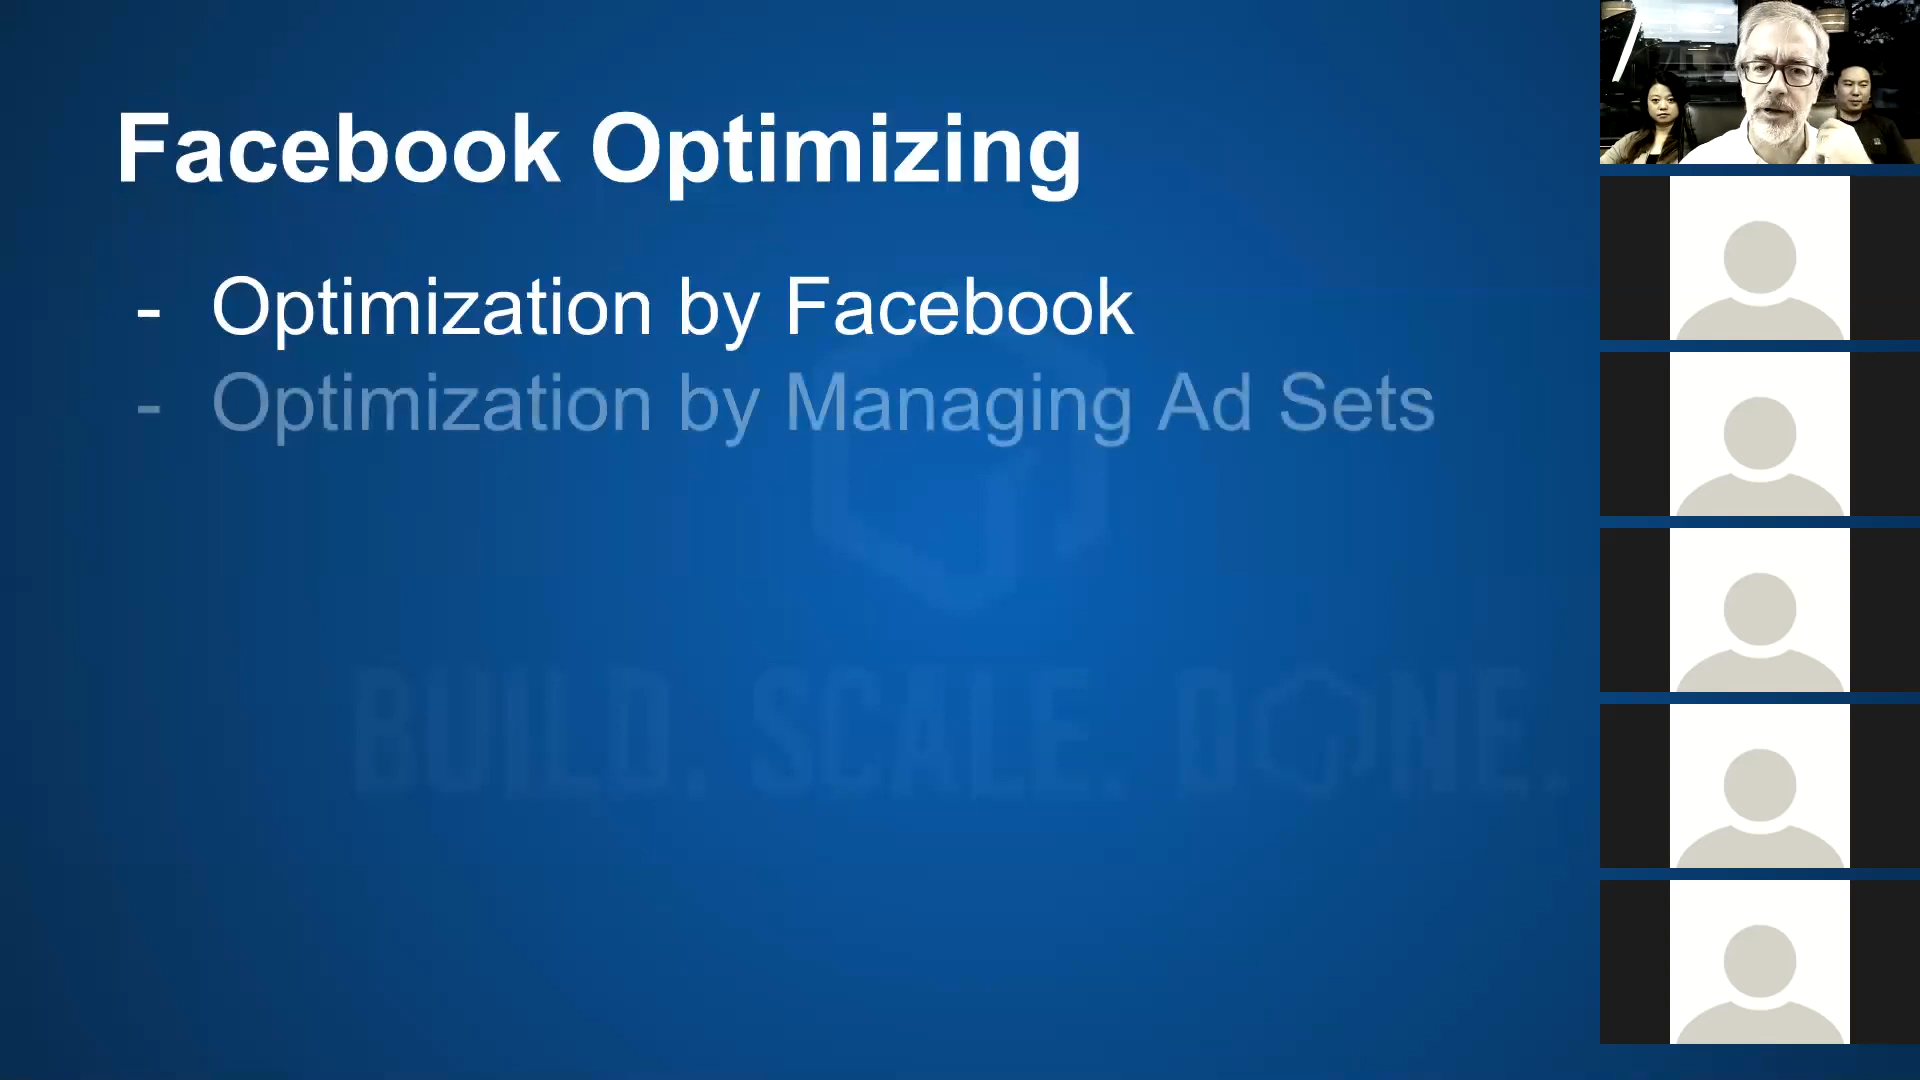 Facebook Optimizing
- Optimization by Facebook
- Optimization by Managing Ad Sets
BUILD. SCALE. DONE.